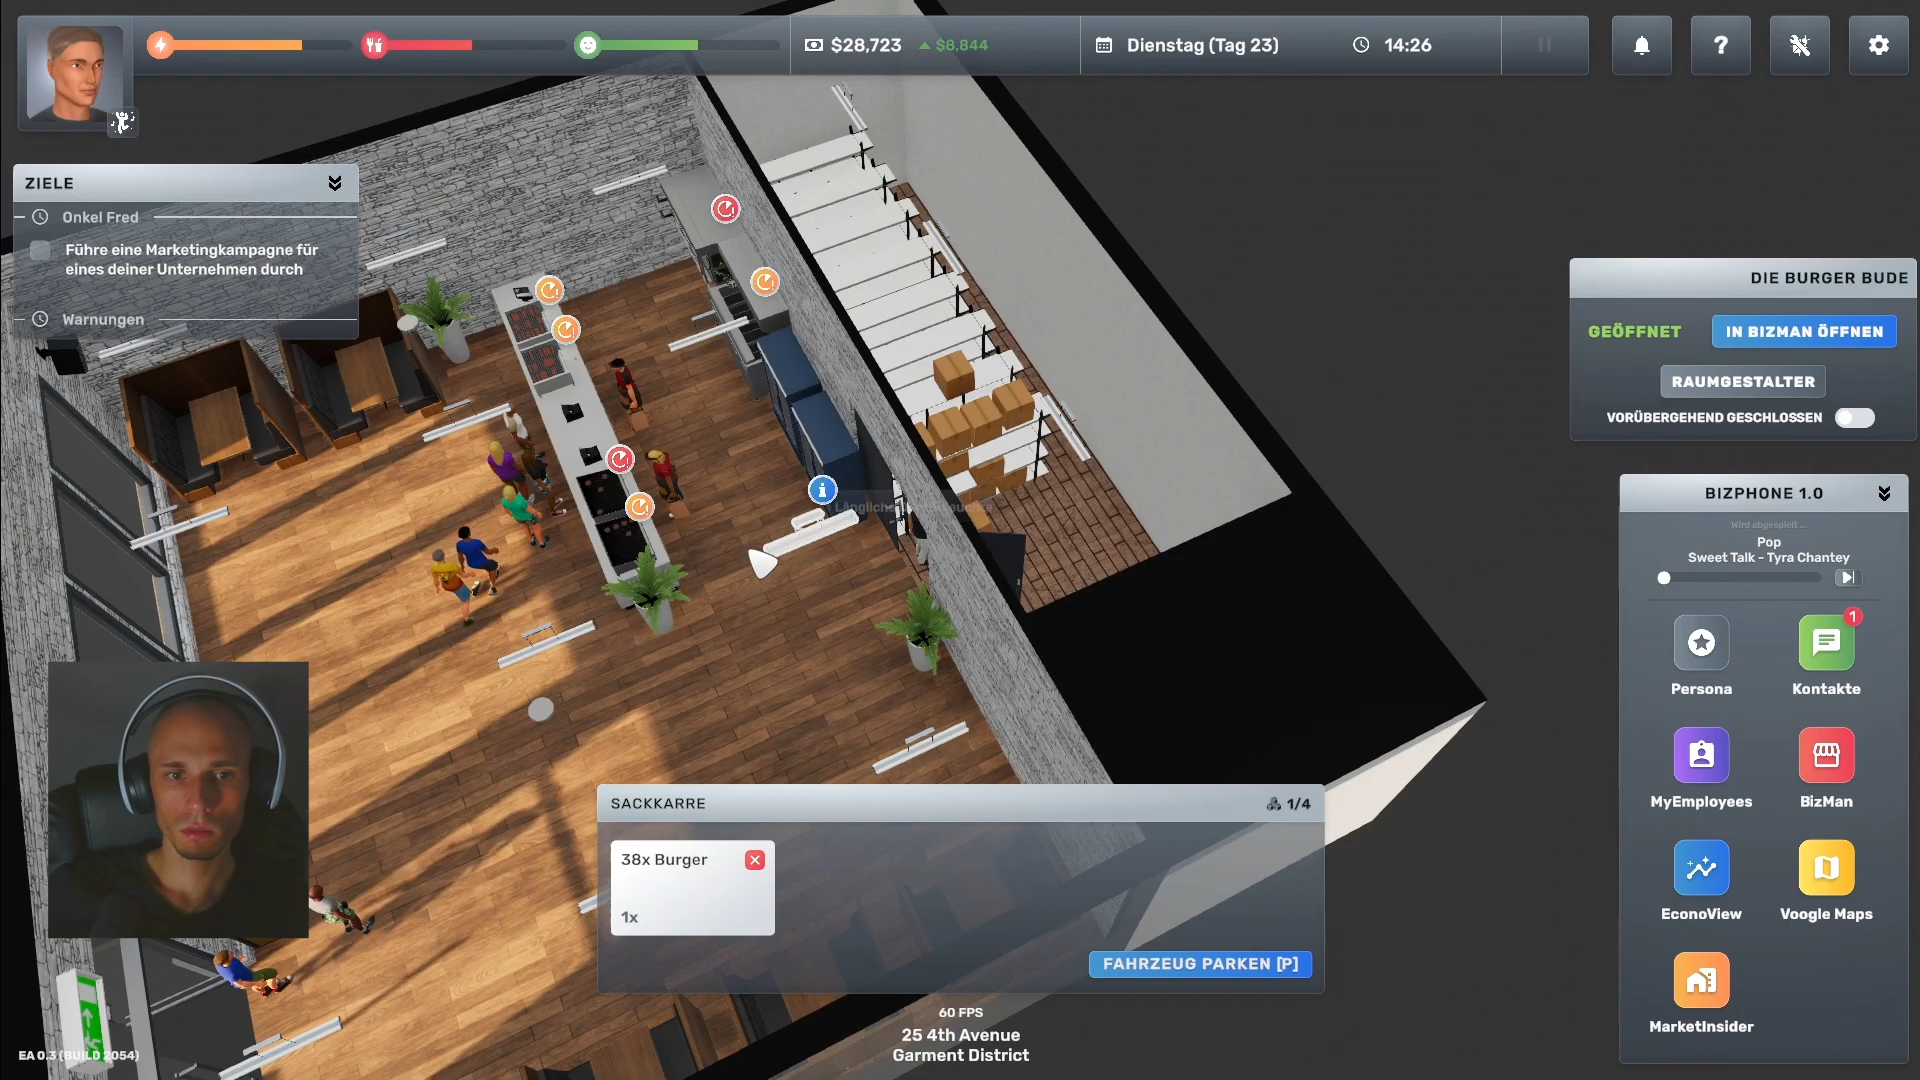 $28,723
$8,844
Dienstag (Tag 23)
14:26
?
ZIELE
Onkel Fred
Führe eine Marketingkampagne für
eines deiner Unternehmen durch
Warnungen
DIE BURGER BUDE
GEÖFFNET
IN BIZMAN ÖFFNEN
RAUMGESTALTER
VORÜBERGEHEND GESCHLOSSEN
BIZPHONE 1.0
Wird abgespielt ...
Pop
Sweet Talk - Tyra Chantey
Persona
1
Kontakte
MyEmployees
BizMan
EconoView
Voogle Maps
MarketInsider
SACKKARRE
1/4
38x Burger
1x
FAHRZEUG PARKEN [P]
60 FPS
25 4th Avenue
Garment District
EA 0.3 (BUILD 2054)